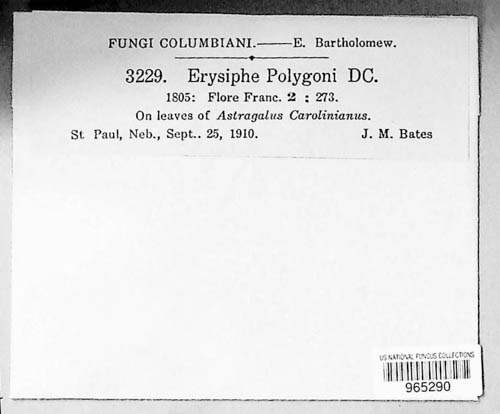 FUNGI COLUMBIANI.——E. Bartholomew.
3229. Erysiphe Polygoni DC.
1805: Flore Franc. 2 : 273.
On leaves of Astragalus Carolinianus.
St. Paul, Neb., Sept.. 25, 1910. J. M. Bates
US NATIONAL FUNGUS COLLECTIONS
965290